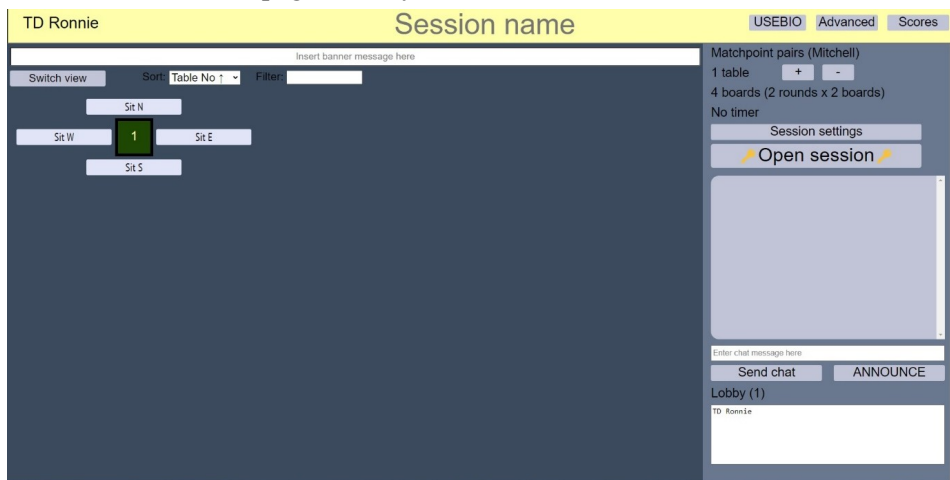 TD Ronnie Session name USEBIO Advanced Scores
Insert banner message here
Switch view Sort: Table No ↑ Filter:
Sit N
Sit W 1 Sit E
Sit S
Matchpoint pairs (Mitchell)
1 table + -
4 boards (2 rounds x 2 boards)
No timer
Session settings
🔑Open session🔑
Enter chat message here
Send chat ANNOUNCE
Lobby (1)
TD Ronnie